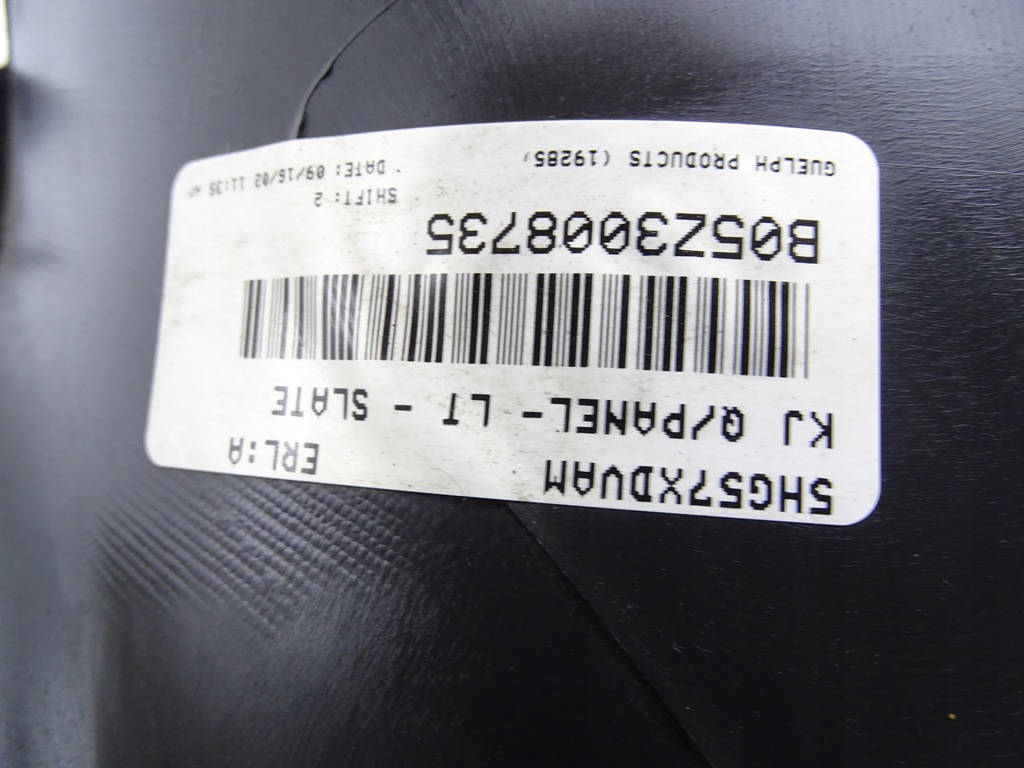 5HG57XDVAM ERL:A
KJ Q/PANEL- LT - SLATE
B05Z3008735
SHIFT: 2
GUELPH PRODUCTS (19285) DATE: 09/16/02 11:35